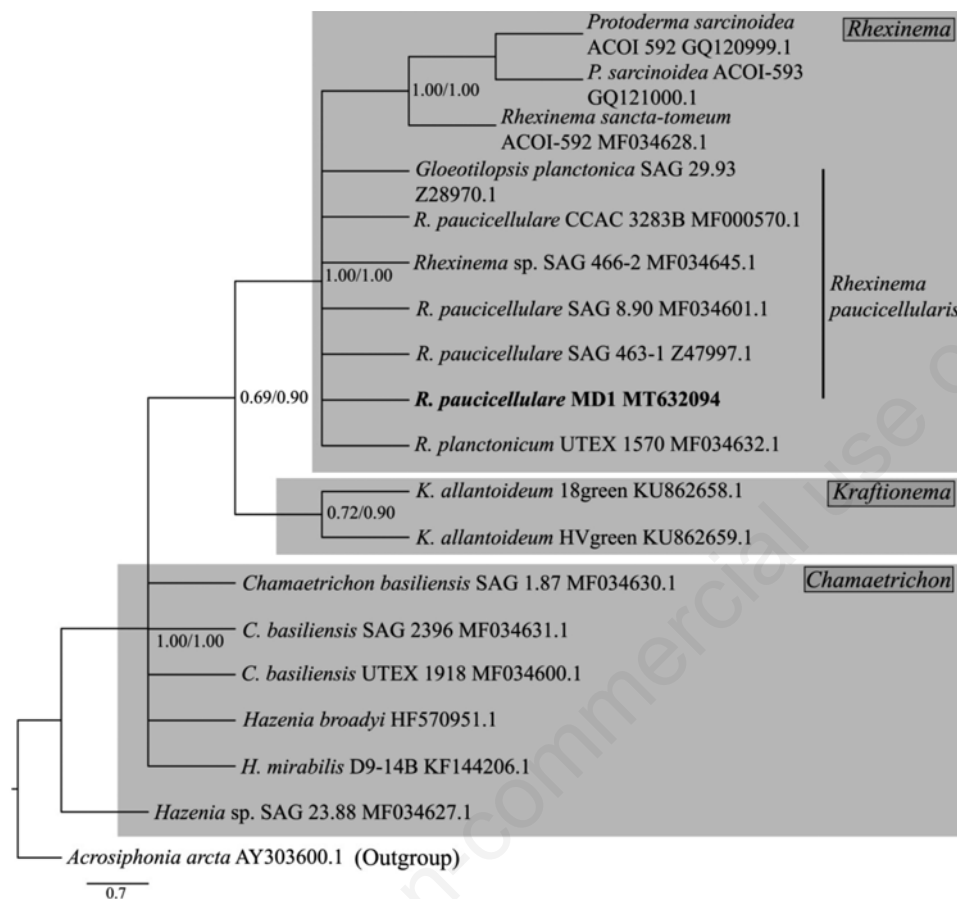 Protoderma sarcinoidea
ACOI 592 GQ120999.1
Rhexinema
P. sarcinoidea ACOI-593
GQ121000.1
1.00/1.00
Rhexinema sancta-tomeum
ACOI-592 MF034628.1
Gloeotilopsis planctonica SAG 29.93
Z28970.1
R. paucicellulare CCAC 3283B MF000570.1
Rhexinema sp. SAG 466-2 MF034645.1
1.00/1.00
Rhexinema
paucicellularis
R. paucicellulare SAG 8.90 MF034601.1
R. paucicellulare SAG 463-1 Z47997.1
0.69/0.90
R. paucicellulare MD1 MT632094
R. planctonicum UTEX 1570 MF034632.1
K. allantoideum 18green KU862658.1
Kraftionema
0.72/0.90
K. allantoideum HVgreen KU862659.1
Chamaetrichon basiliensis SAG 1.87 MF034630.1
Chamaetrichon
C. basiliensis SAG 2396 MF034631.1
1.00/1.00
C. basiliensis UTEX 1918 MF034600.1
Hazenia broadyi HF570951.1
H. mirabilis D9-14B KF144206.1
Hazenia sp. SAG 23.88 MF034627.1
Acrosiphonia arcta AY303600.1 (Outgroup)
0.7
n-commercial use o